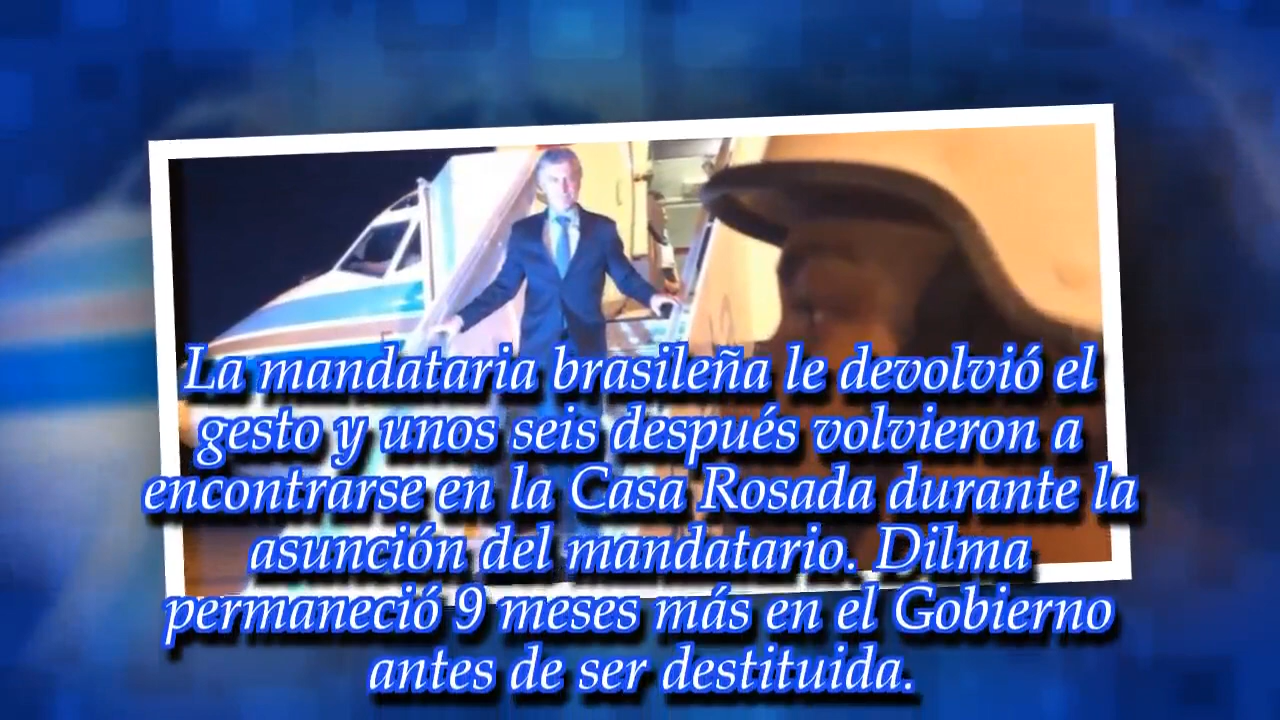 La mandataria brasileña le devolvió el
gesto y unos seis después volvieron a
encontrarse en la Casa Rosada durante la
asunción del mandatario. Dilma
permaneció 9 meses más en el Gobierno
antes de ser destituida.